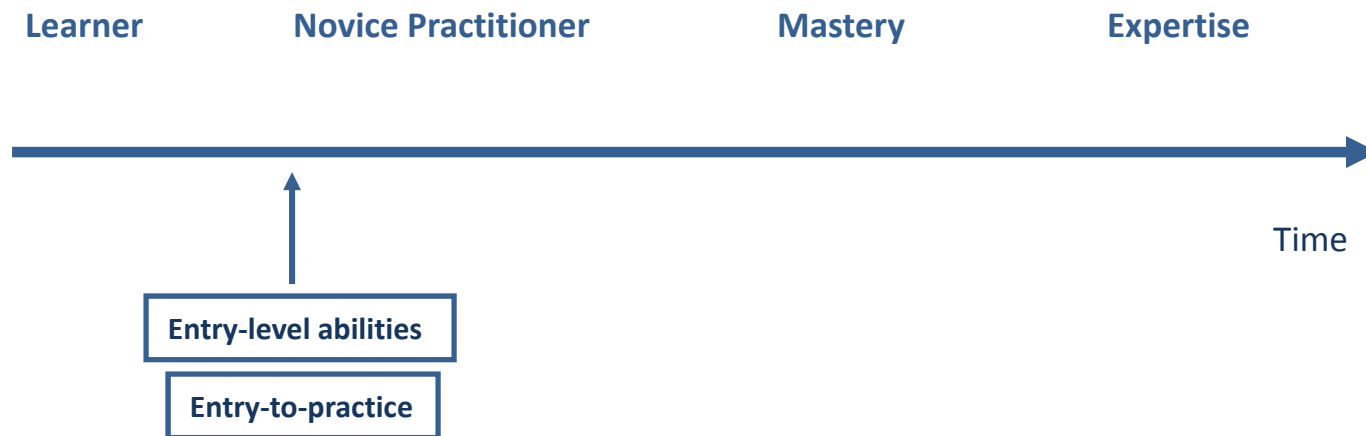 Learner Novice Practitioner Mastery Expertise
Time
Entry-level abilities
Entry-to-practice